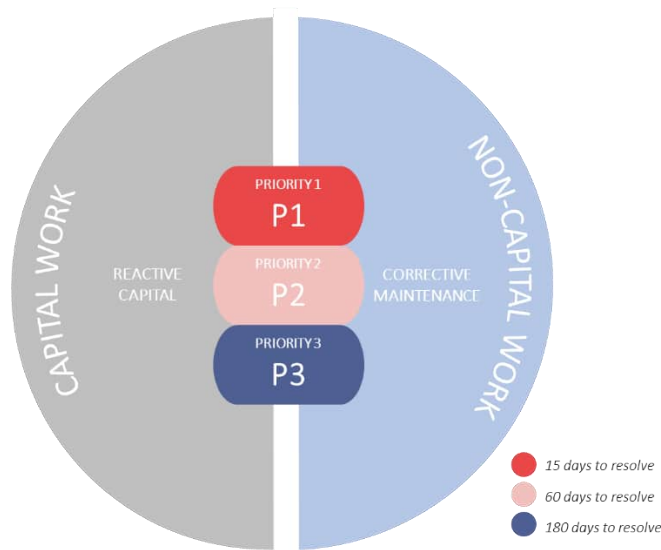 CAPITAL WORK
REACTIVE
CAPITAL
PRIORITY 1
P1
PRIORITY 2
P2
PRIORITY 3
P3
CORRECTIVE
MAINTENANCE
NON-CAPITAL WORK
15 days to resolve
60 days to resolve
180 days to resolve